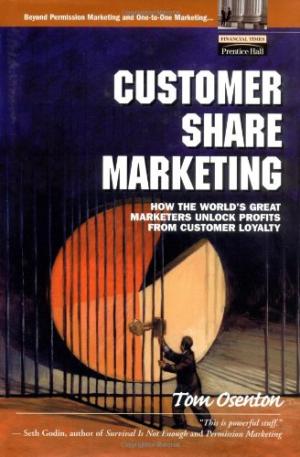 Beyond Permission Marketing and One-to-One Marketing...
FINANCIAL TIMES
Prentice Hall
CUSTOMER
SHARE
MARKETING
HOW THE WORLD'S GREAT
MARKETERS UNLOCK PROFITS
FROM CUSTOMER LOYALTY
Tom Osenton
"This is powerful stuff."
— Seth Godin, author of Survival Is Not Enough and Permission Marketing